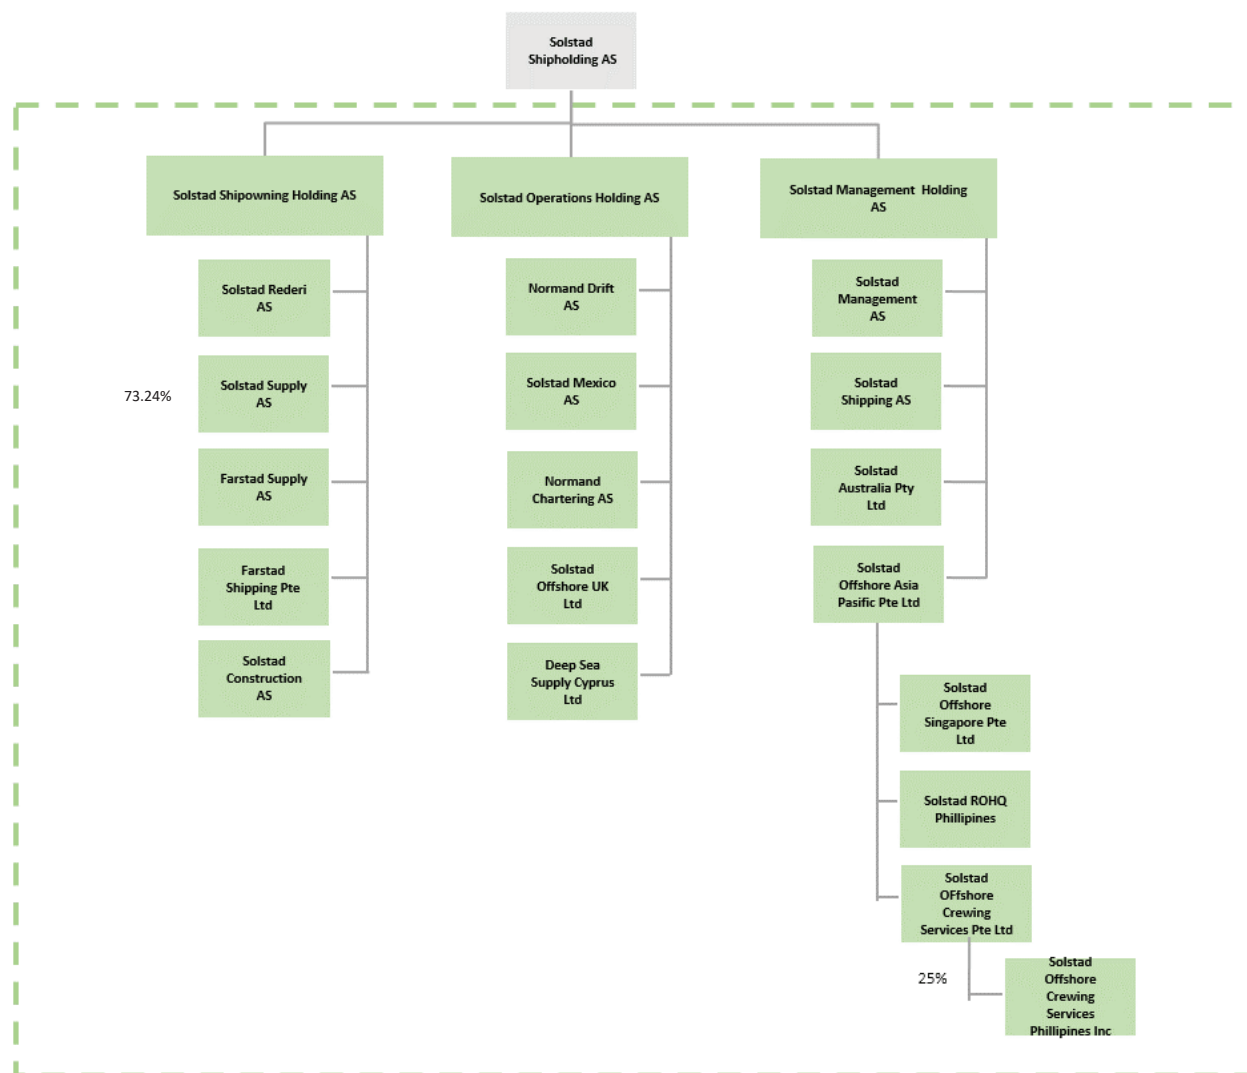 Solstad
Shipholding AS
Solstad Shipowning Holding AS
Solstad Operations Holding AS
Solstad Management Holding
AS
Solstad Rederi
AS
73.24%
Solstad Supply
AS
Farstad Supply
AS
Farstad
Shipping Pte
Ltd
Solstad
Construction
AS
Normand Drift
AS
Solstad Mexico
AS
Normand
Chartering AS
Solstad
Offshore UK
Ltd
Deep Sea
Supply Cyprus
Ltd
Solstad
Management
AS
Solstad
Shipping AS
Solstad
Australia Pty
Ltd
Solstad
Offshore Asia
Pasific Pte Ltd
Solstad
Offshore
Singapore Pte
Ltd
Solstad ROHQ
Phillipines
Solstad
OFfshore
Crewing
Services Pte Ltd
25%
Solstad
Offshore
Crewing
Services
Phillipines Inc